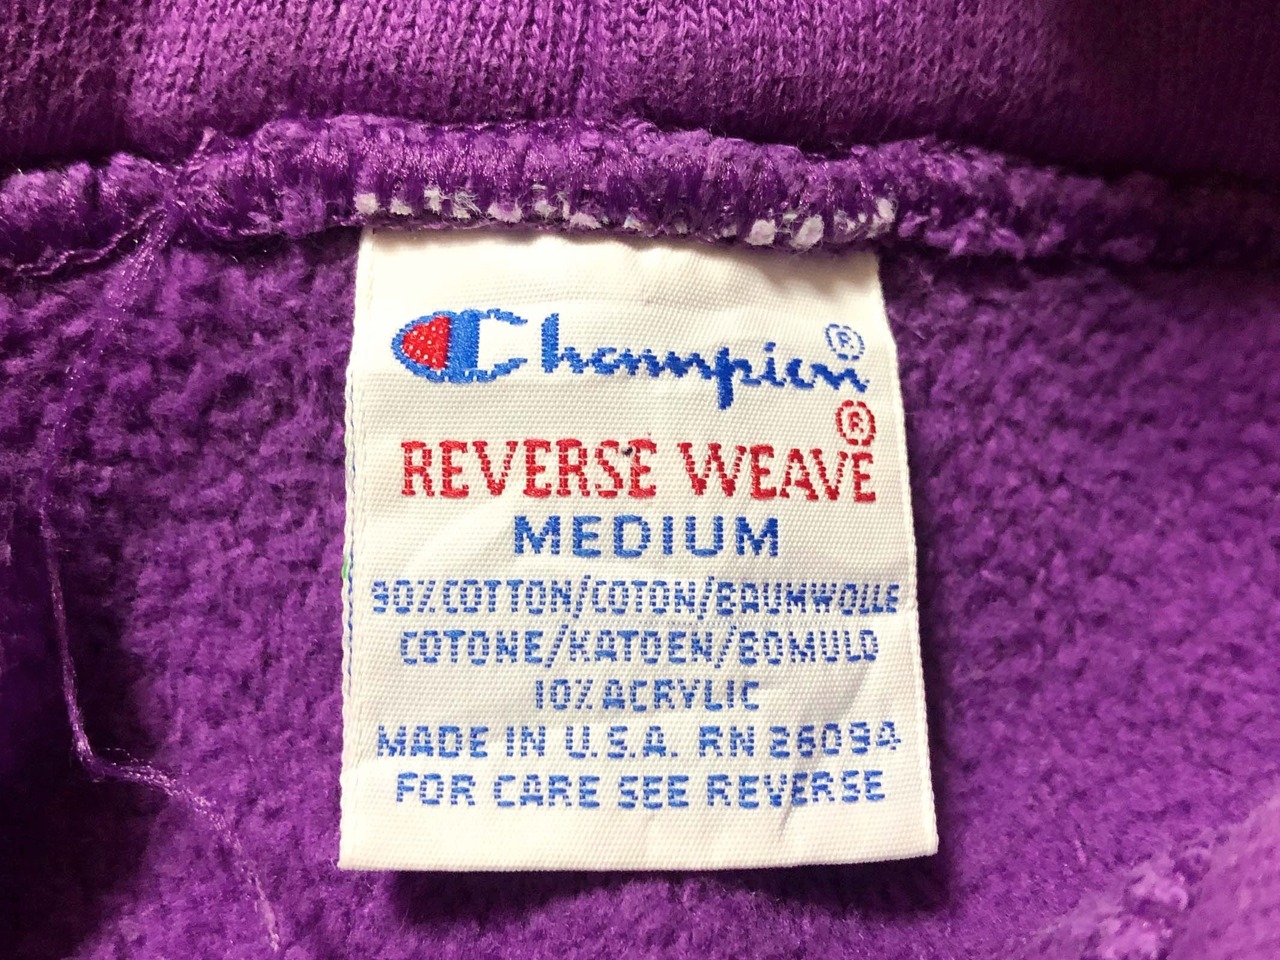 Champion®
REVERSE WEAVE®
MEDIUM
90% COTTON/COTON/BAUMWOLLE
COTONE/KATOEN/BOMULD
10% ACRYLIC
MADE IN U.S.A. RN 26094
FOR CARE SEE REVERSE